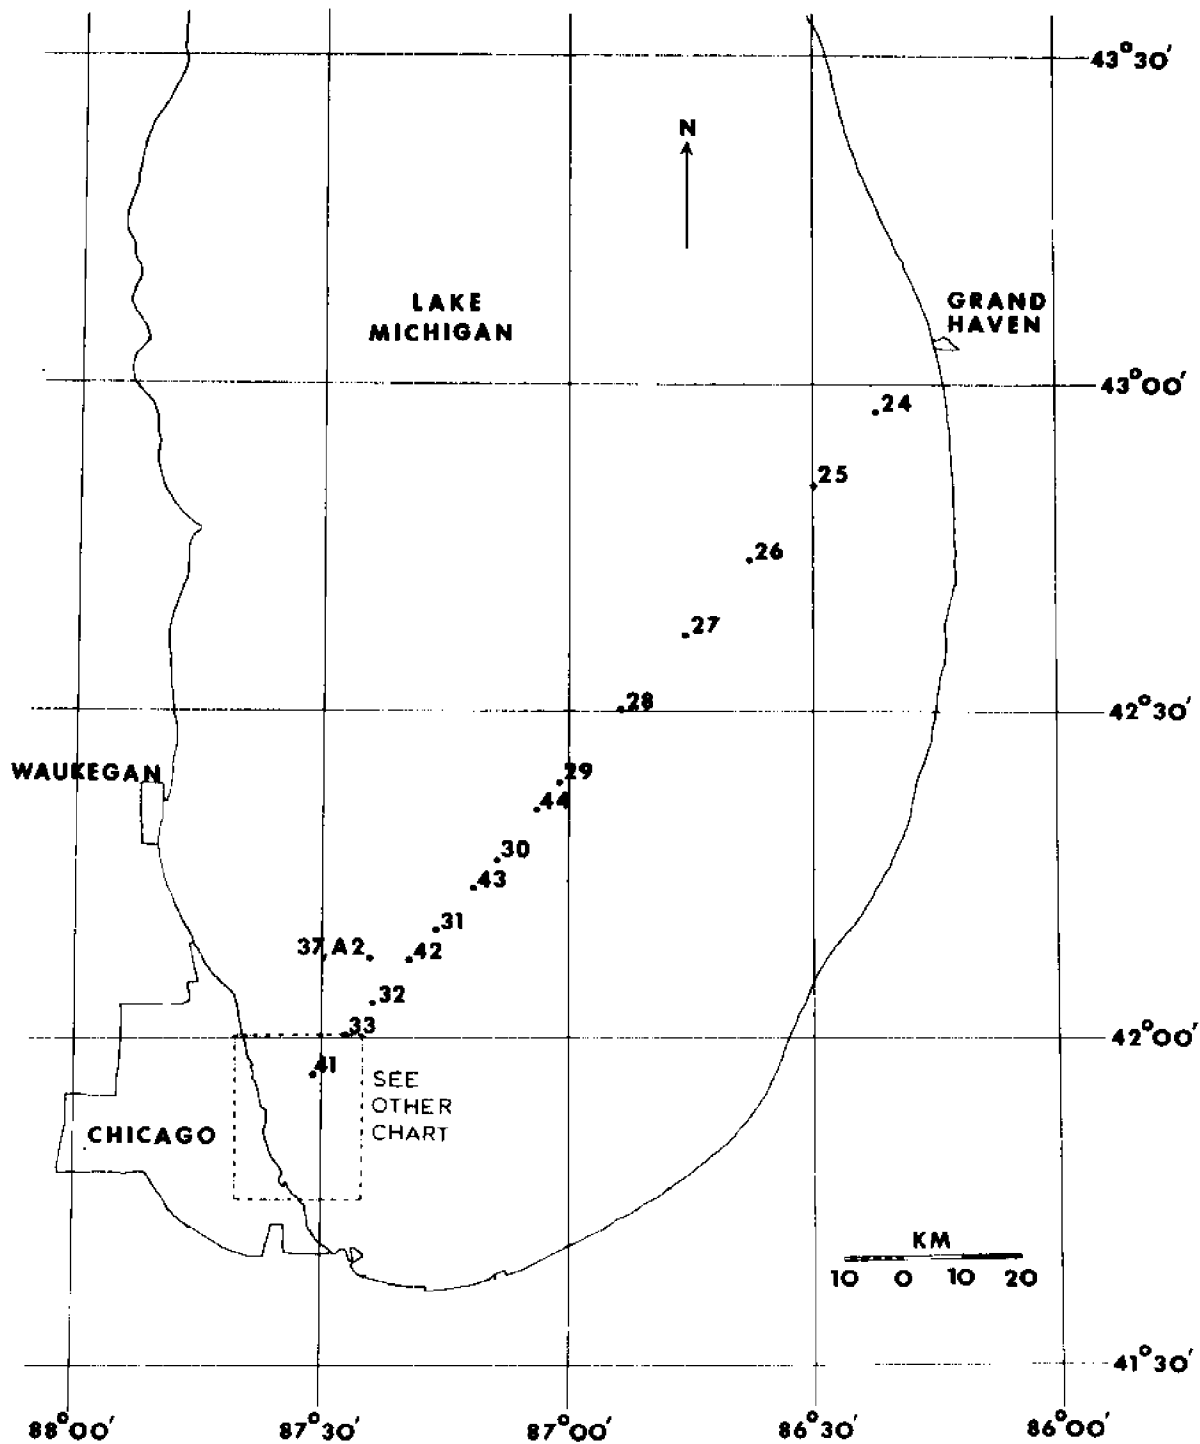 43°30'
N
LAKE
MICHIGAN
GRAND
HAVEN
43°00'
.24
25
.26
.27
.28
42°30'
WAUKEGAN
.29
.44
.30
.43
.31
37,A2.
.42
.32
.33
42°00'
41
SEE
OTHER
CHART
CHICAGO
KM
10 0 10 20
41°30'
88°00' 87°30' 87°00' 86°30' 86°00'